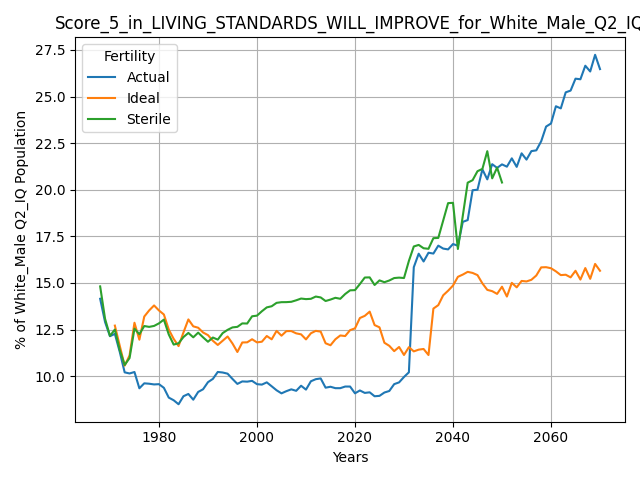 Score_5_in_LIVING_STANDARDS_WILL_IMPROVE_for_White_Male_Q2_IQ
Fertility
Actual
Ideal
Sterile
% of White_Male Q2_IQ Population
27.5
25.0
22.5
20.0
17.5
15.0
12.5
10.0
1980
2000
2020
2040
2060
Years